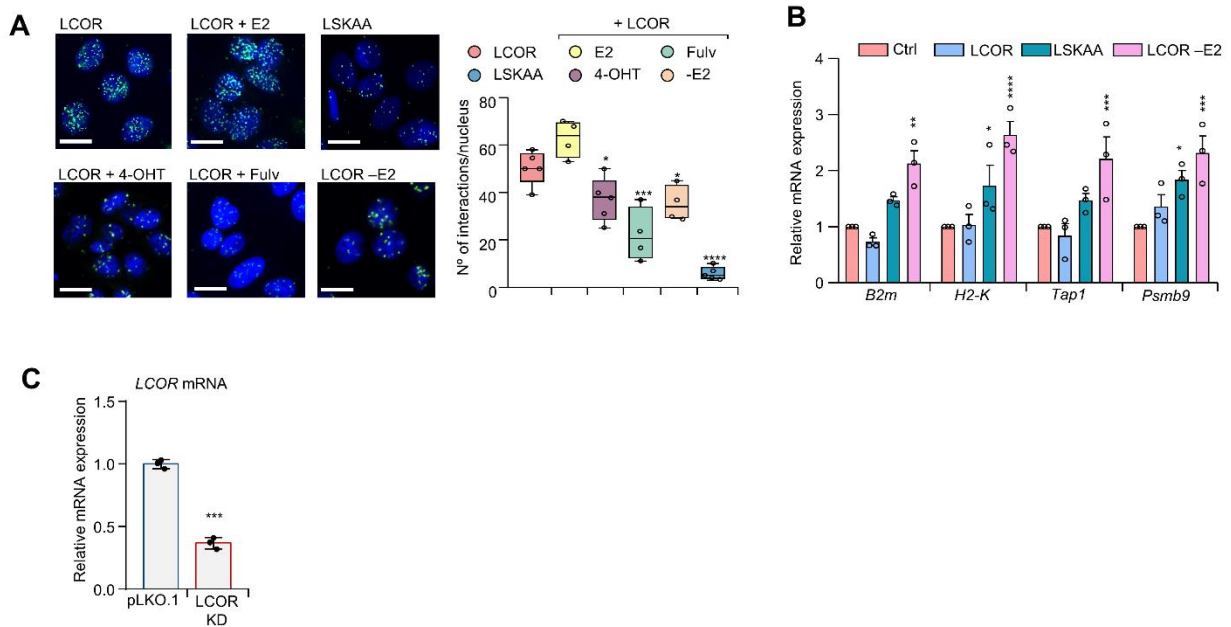 A
LCOR
LCOR + E2
LSKAA
LCOR + 4-OHT
LCOR + Fulv
LCOR –E2
+ LCOR
LCOR
E2
Fulv
LSKAA
4-OHT
-E2
Nº of interactions/nucleus
80
60
40
20
0
*
***
*
****
B
Ctrl
LCOR
LSKAA
LCOR –E2
Relative mRNA expression
4
3
2
1
0
**
*
****
***
*
***
B2m
H2-K
Tap1
Psmb9
C
LCOR mRNA
Relative mRNA expression
1.5
1.0
0.5
0.0
***
pLKO.1
LCOR
KD